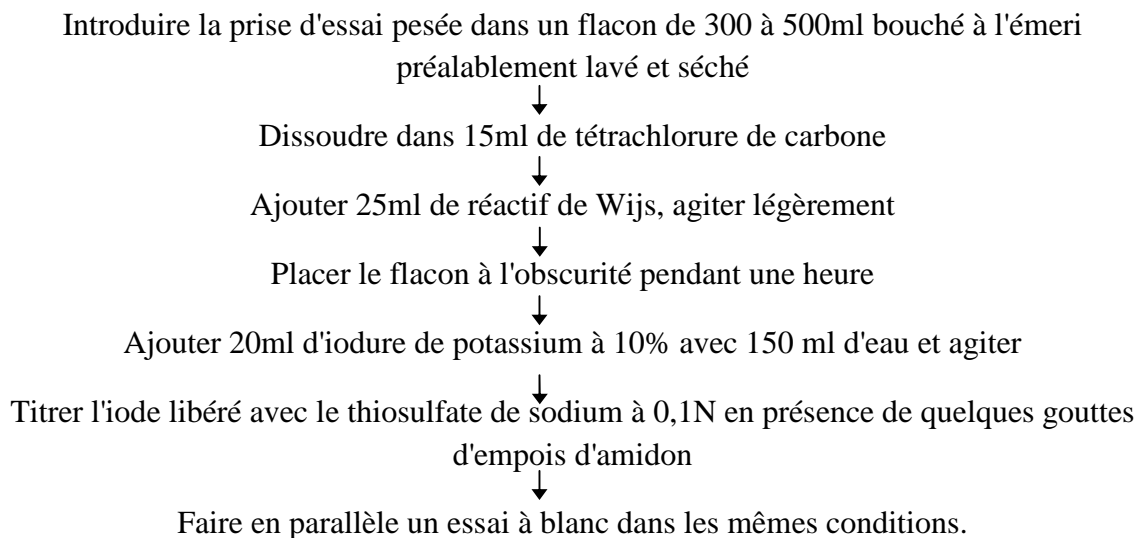 Introduire la prise d'essai pesée dans un flacon de 300 à 500ml bouché à l'émeri
préalablement lavé et séché
Dissoudre dans 15ml de tétrachlorure de carbone
Ajouter 25ml de réactif de Wijs, agiter légèrement
Placer le flacon à l'obscurité pendant une heure
Ajouter 20ml d'iodure de potassium à 10% avec 150 ml d'eau et agiter
Titrer l'iode libéré avec le thiosulfate de sodium à 0,1N en présence de quelques gouttes
d'empois d'amidon
Faire en parallèle un essai à blanc dans les mêmes conditions.